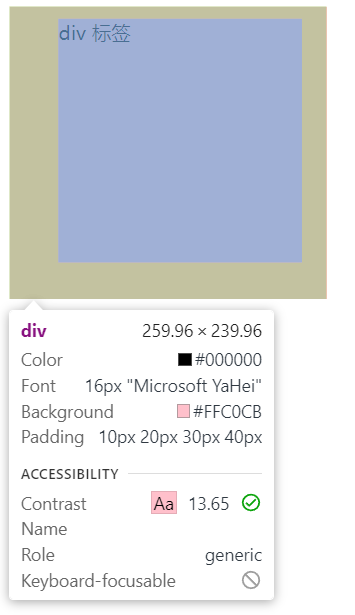 div 标签
div 259.96 × 239.96
Color #000000
Font 16px "Microsoft YaHei"
Background #FFC0CB
Padding 10px 20px 30px 40px
ACCESSIBILITY
Contrast Aa 13.65
Name
Role generic
Keyboard-focusable